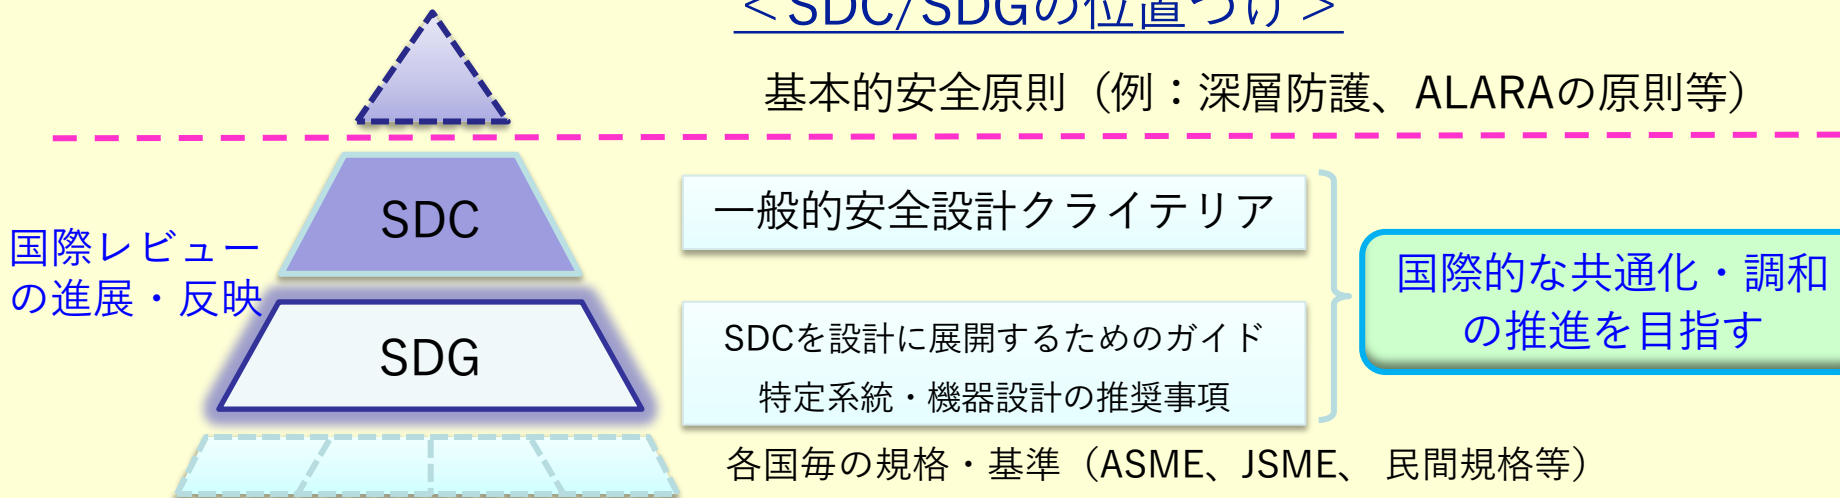 ＜SDC/SDGの位置づけ＞
基本的安全原則（例：深層防護、ALARAの原則等）
SDC
一般的安全設計クライテリア
国際レビュー
の進展・反映
国際的な共通化・調和
の推進を目指す
SDG
SDCを設計に展開するためのガイド
特定系統・機器設計の推奨事項
各国毎の規格・基準（ASME、JSME、 民間規格等）